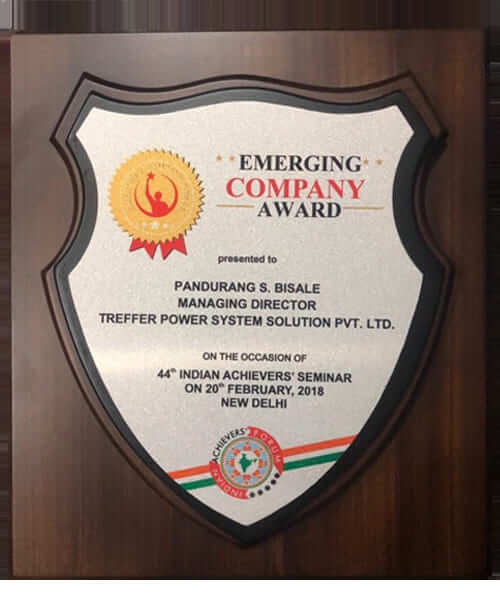 EMERGING
COMPANY
AWARD
presented to
PANDURANG S. BISALE
MANAGING DIRECTOR
TREFFER POWER SYSTEM SOLUTION PVT. LTD.
ON THE OCCASION OF
44th INDIAN ACHIEVERS' SEMINAR
ON 20th FEBRUARY, 2018
NEW DELHI
INDIAN ACHIEVERS' FORUM